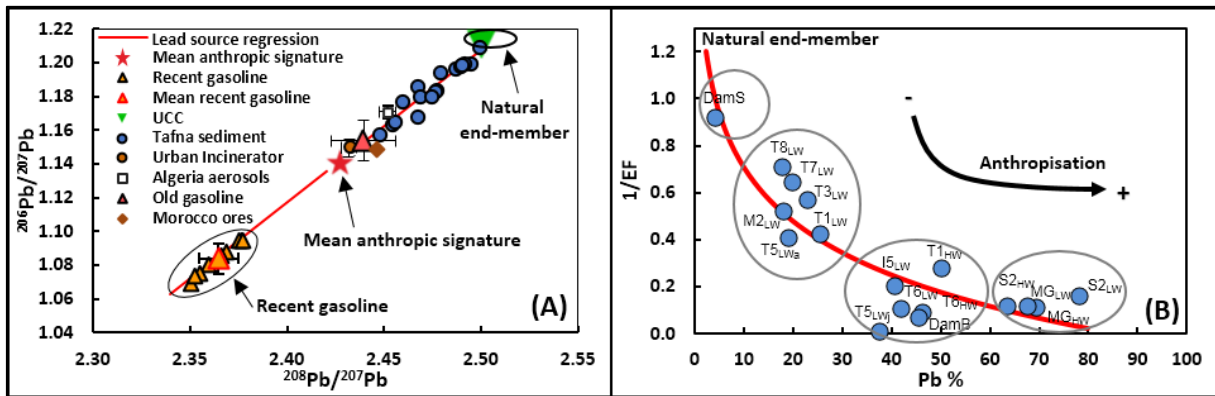 1.22
1.20
1.18
1.16
1.14
1.12
1.10
1.08
1.06
1.04
206Pb/207Pb
Lead source regression
Mean anthropic signature
Recent gasoline
Mean recent gasoline
UCC
Tafna sediment
Urban Incinerator
Algeria aerosols
Old gasoline
Morocco ores
Natural
end-member
Mean anthropic signature
Recent gasoline
(A)
2.30 2.35 2.40 2.45 2.50 2.55
208Pb/207Pb
Natural end-member
1.2
1.0
0.8
0.6
0.4
0.2
0.0
1/EF
DamS
-
Anthropisation
+
T8LW
T7LW
T3LW
M2LW
T1LW
T5LWa
T1HW
I5LW
T6LW
T6HW
T5LWj
DamB
S2HW
MGLW
S2LW
MGHW
(B)
0 10 20 30 40 50 60 70 80 90 100
Pb %